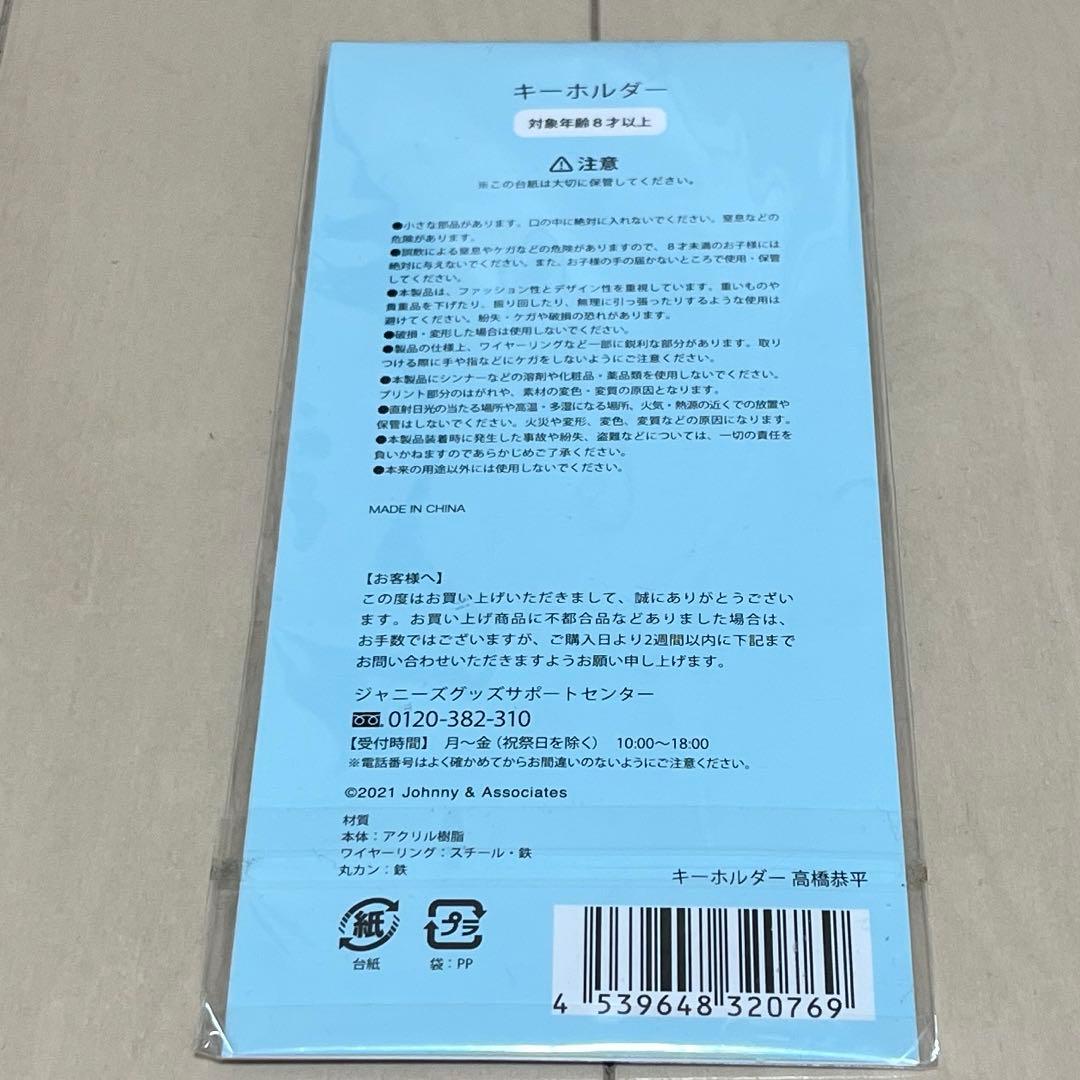 キーホルダー
対象年齢8才以上
⚠注意
※この台紙は大切に保管してください。
●小さな部品があります。口の中に絶対に入れないでください。窒息などの
危険があります。
●誤飲による窒息やケガなどの危険がありますので、8才未満のお子様には
絶対に与えないでください。また、お子様の手の届かないところで使用・保管
してください。
●本製品は、ファッション性とデザイン性を重視しています。重いものや
貴重品を下げたり、振り回したり、無理に引っ張ったりするような使用は
避けてください。紛失・ケガや破損の恐れがあります。
●破損・変形した場合は使用しないでください。
●製品の仕様上、ワイヤーリングなど一部に鋭利な部分があります。取り
つける際に手や指などにケガをしないようにご注意ください。
●本製品にシンナーなどの溶剤や化粧品・薬品類を使用しないでください。
プリント部分のはがれや、素材の変色・変質の原因となります。
●直射日光の当たる場所や高温・多湿になる場所、火気・熱源の近くでの放置や
保管はしないでください。火災や変形、変色、変質などの原因になります。
●本製品装着時に発生した事故や紛失、盗難などについては、一切の責任を
負いかねますのであらかじめご了承ください。
●本来の用途以外には使用しないでください。
MADE IN CHINA
【お客様へ】
この度はお買い上げいただきまして、誠にありがとうござい
ます。お買い上げ商品に不都合品などありました場合は、
お手数ではございますが、ご購入日より2週間以内に下記まで
お問い合わせいただきますようお願い申し上げます。
ジャニーズグッズサポートセンター
0120-382-310
【受付時間】 月〜金（祝祭日を除く） 10:00〜18:00
※電話番号はよく確かめてからお間違いのないようにご注意ください。
©2021 Johnny & Associates
材質
本体：アクリル樹脂
ワイヤーリング：スチール・鉄
丸カン：鉄
キーホルダー 高橋恭平
紙
台紙
プラ
袋：PP
4 539648 320769